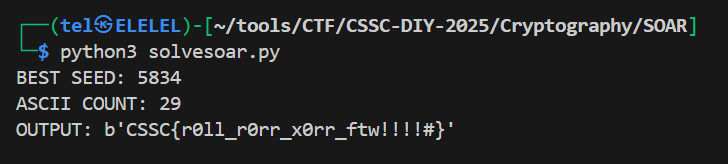 (tel㉿ELELEL)-[~/tools/CTF/CSSC-DIY-2025/Cryptography/SOAR]
$ python3 solvesoar.py
BEST SEED: 5834
ASCII COUNT: 29
OUTPUT: b'CSSC{r0ll_r0rr_x0rr_ftw!!!!#}'